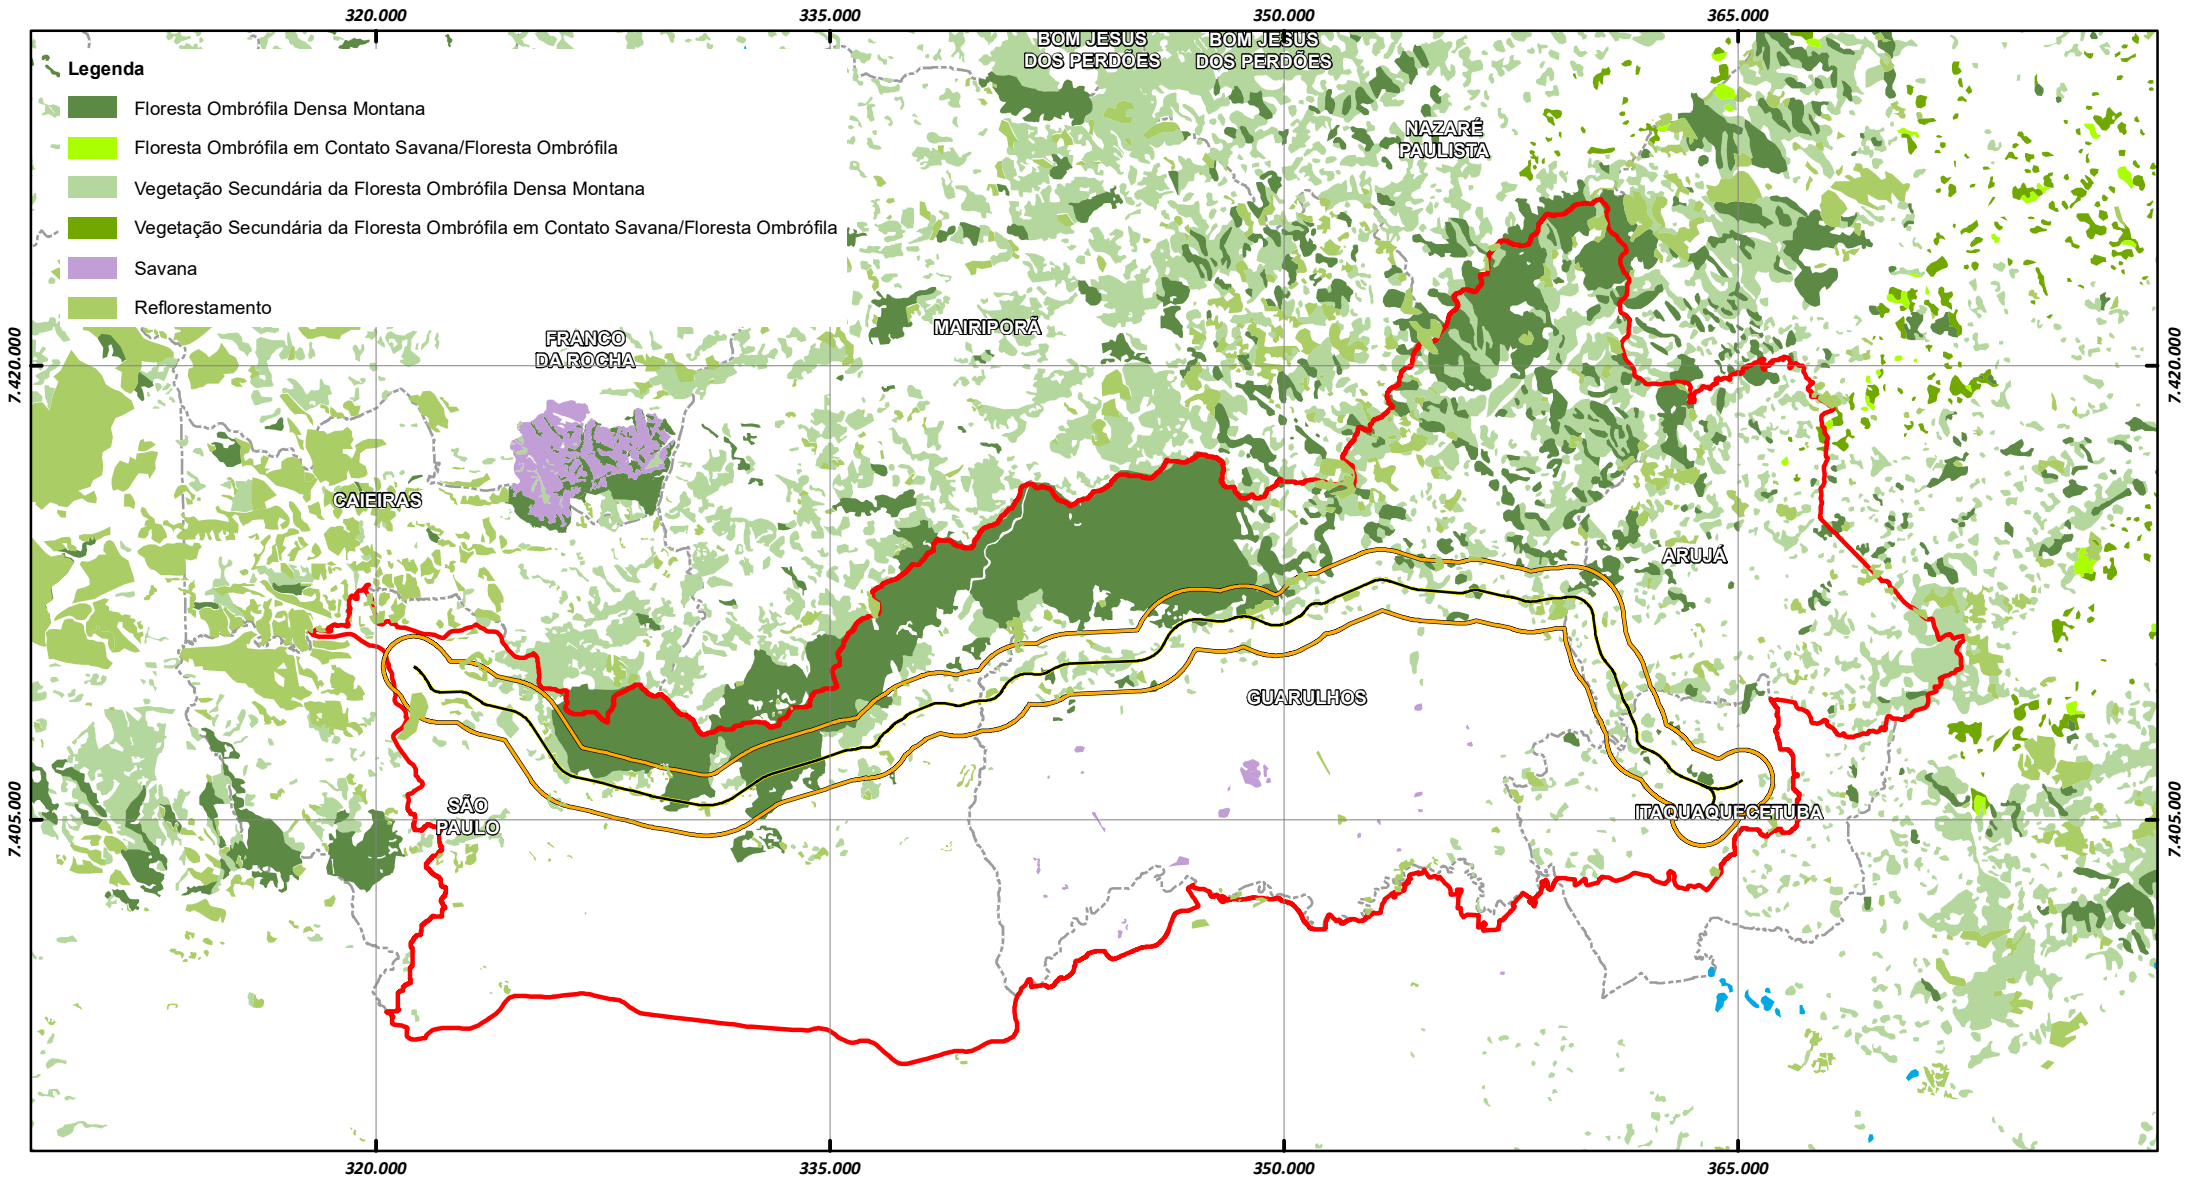 320.000
335.000
350.000
365.000
BOM JESUS
DOS PERDÕES
BOM JESUS
DOS PERDÕES
Legenda
Floresta Ombrófila Densa Montana
Floresta Ombrófila em Contato Savana/Floresta Ombrófila
Vegetação Secundária da Floresta Ombrófila Densa Montana
Vegetação Secundária da Floresta Ombrófila em Contato Savana/Floresta Ombrófila
Savana
Reflorestamento
NAZARÉ
PAULISTA
MAIRIPORÃ
FRANCO
DA ROCHA
7.420.000
7.420.000
CAIEIRAS
ARUJÁ
GUARULHOS
SÃO
PAULO
ITAQUAQUECETUBA
7.405.000
7.405.000
320.000
335.000
350.000
365.000